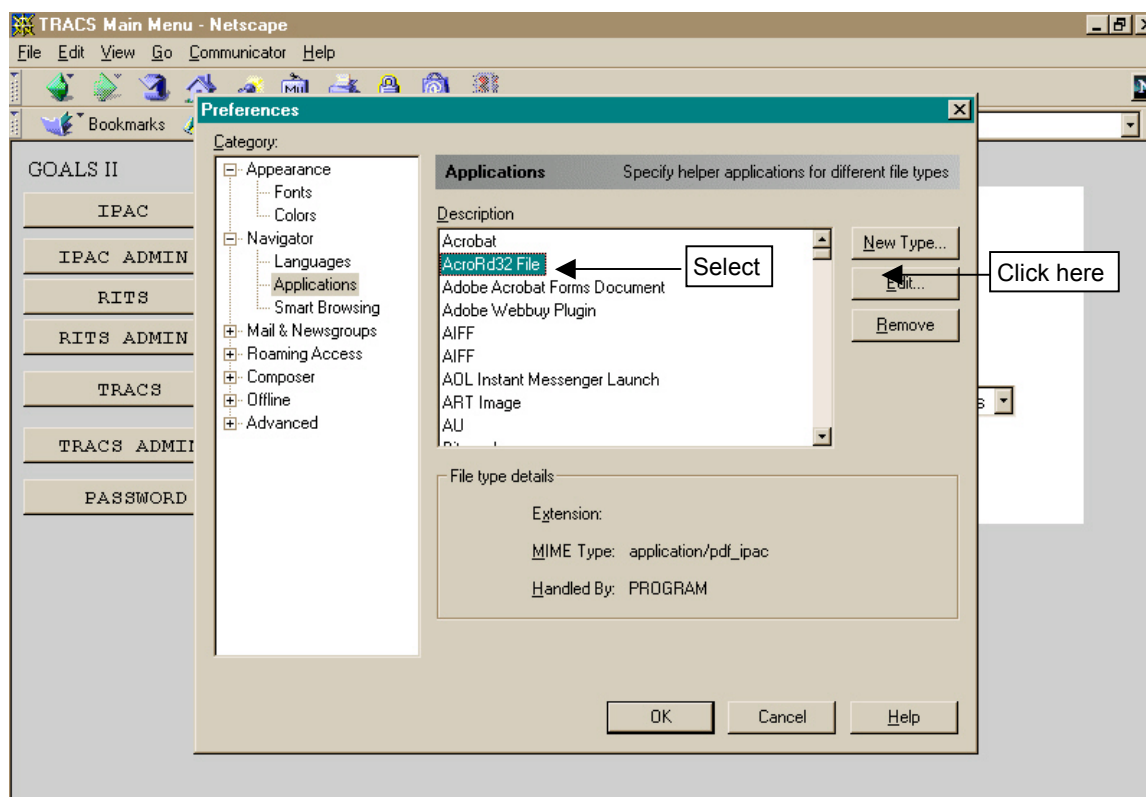 TRACS Main Menu - Netscape
File Edit View Go Communicator Help
Bookmarks
Preferences
GOALS II
IPAC
IPAC ADMIN
RITS
RITS ADMIN
TRACS
TRACS ADMIN
PASSWORD
Category:
Appearance
Fonts
Colors
Navigator
Languages
Applications
Smart Browsing
Mail & Newsgroups
Roaming Access
Composer
Offline
Advanced
Applications Specify helper applications for different file types
Description
Acrobat
AcroRd32 File
Adobe Acrobat Forms Document
Adobe Webbuy Plugin
AIFF
AIFF
AOL Instant Messenger Launch
ART Image
AU
Select
New Type...
Edit...
Remove
Click here
s
File type details
Extension:
MIME Type: application/pdf_ipac
Handled By: PROGRAM
OK Cancel Help